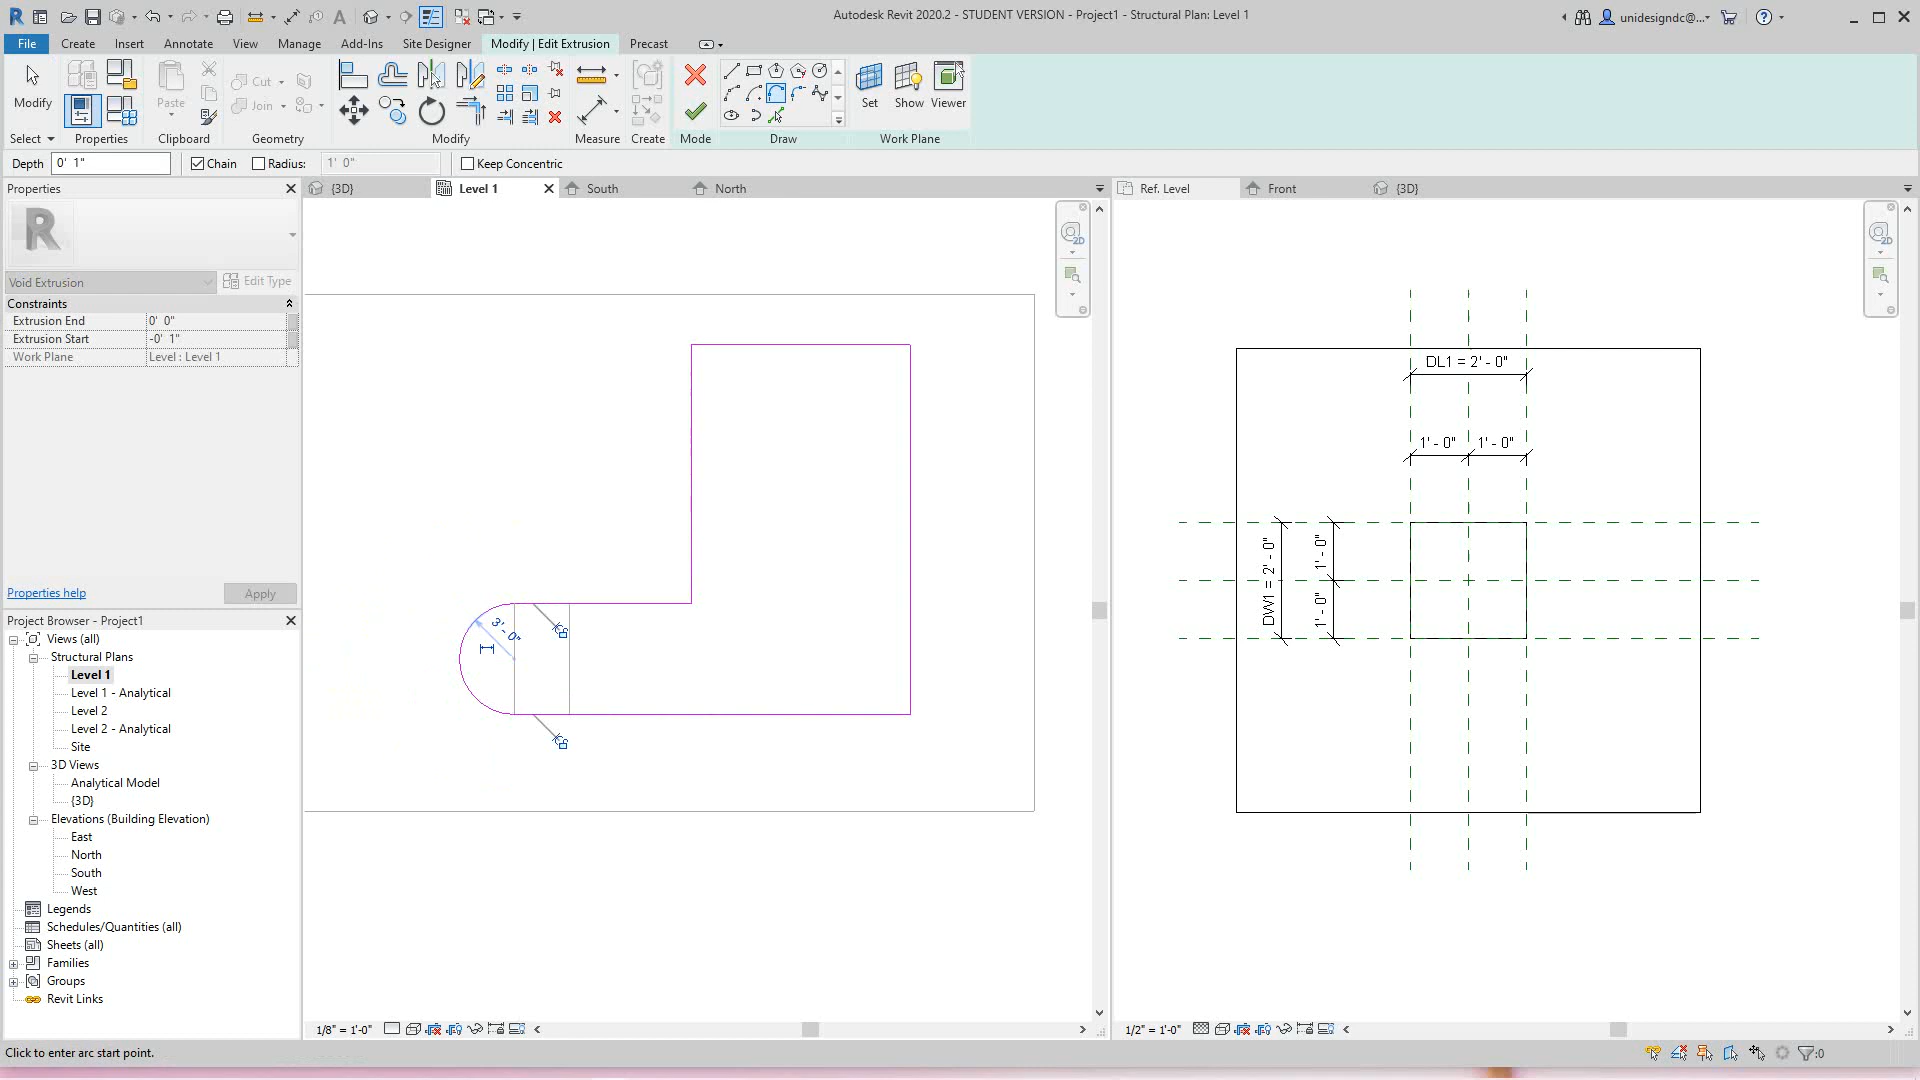 Autodesk Revit 2020.2 - STUDENT VERSION - Project1 - Structural Plan: Level 1
unidesigndc@...
File Create Insert Annotate View Manage Add-Ins Site Designer Modify | Edit Extrusion Precast
Modify Paste Cut Join Set Show Viewer
Select Properties Clipboard Geometry Modify Measure Create Mode Draw Work Plane
Depth 0' 1" Chain Radius: 1' 0" Keep Concentric
Properties
{3D} Level 1 South North
Ref. Level Front {3D}
Void Extrusion Edit Type
Constraints
Extrusion End 0' 0"
Extrusion Start -0' 1"
Work Plane Level : Level 1
Properties help Apply
Project Browser - Project1
Views (all)
Structural Plans
Level 1
Level 1 - Analytical
Level 2
Level 2 - Analytical
Site
3D Views
Analytical Model
{3D}
Elevations (Building Elevation)
East
North
South
West
Legends
Schedules/Quantities (all)
Sheets (all)
Families
Groups
Revit Links
3' - 0"
2D
2D
DL1 = 2' - 0"
1' - 0" 1' - 0"
DW1 = 2' - 0"
1' - 0"
1' - 0"
1/8" = 1'-0"
1/2" = 1'-0"
Click to enter arc start point.
:0